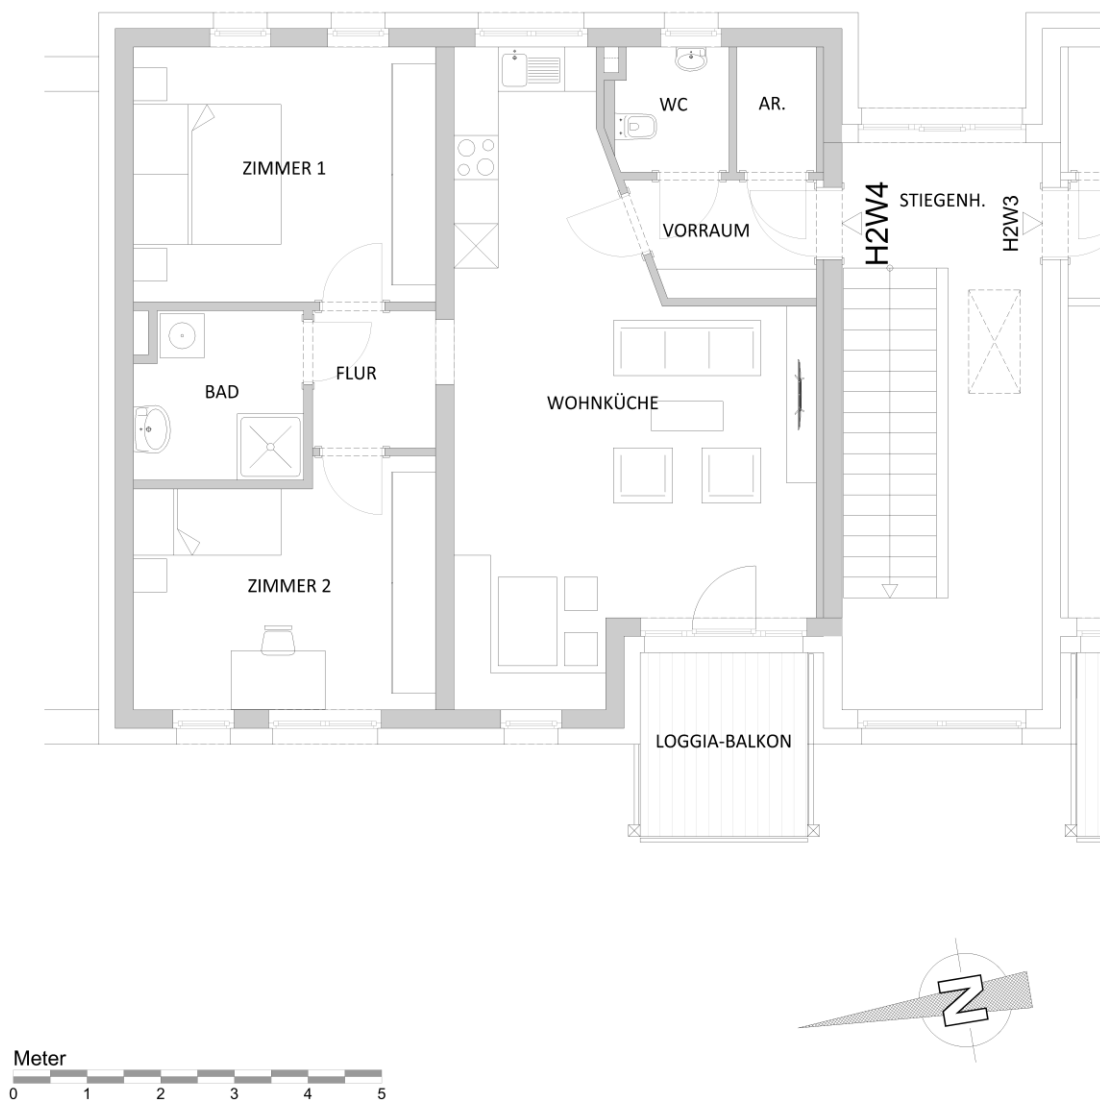 WC
AR.
ZIMMER 1
STIEGENH.
H2W4
H2W3
VORRAUM
FLUR
BAD
WOHNKÜCHE
ZIMMER 2
LOGGIA-BALKON
N
Meter
0 1 2 3 4 5